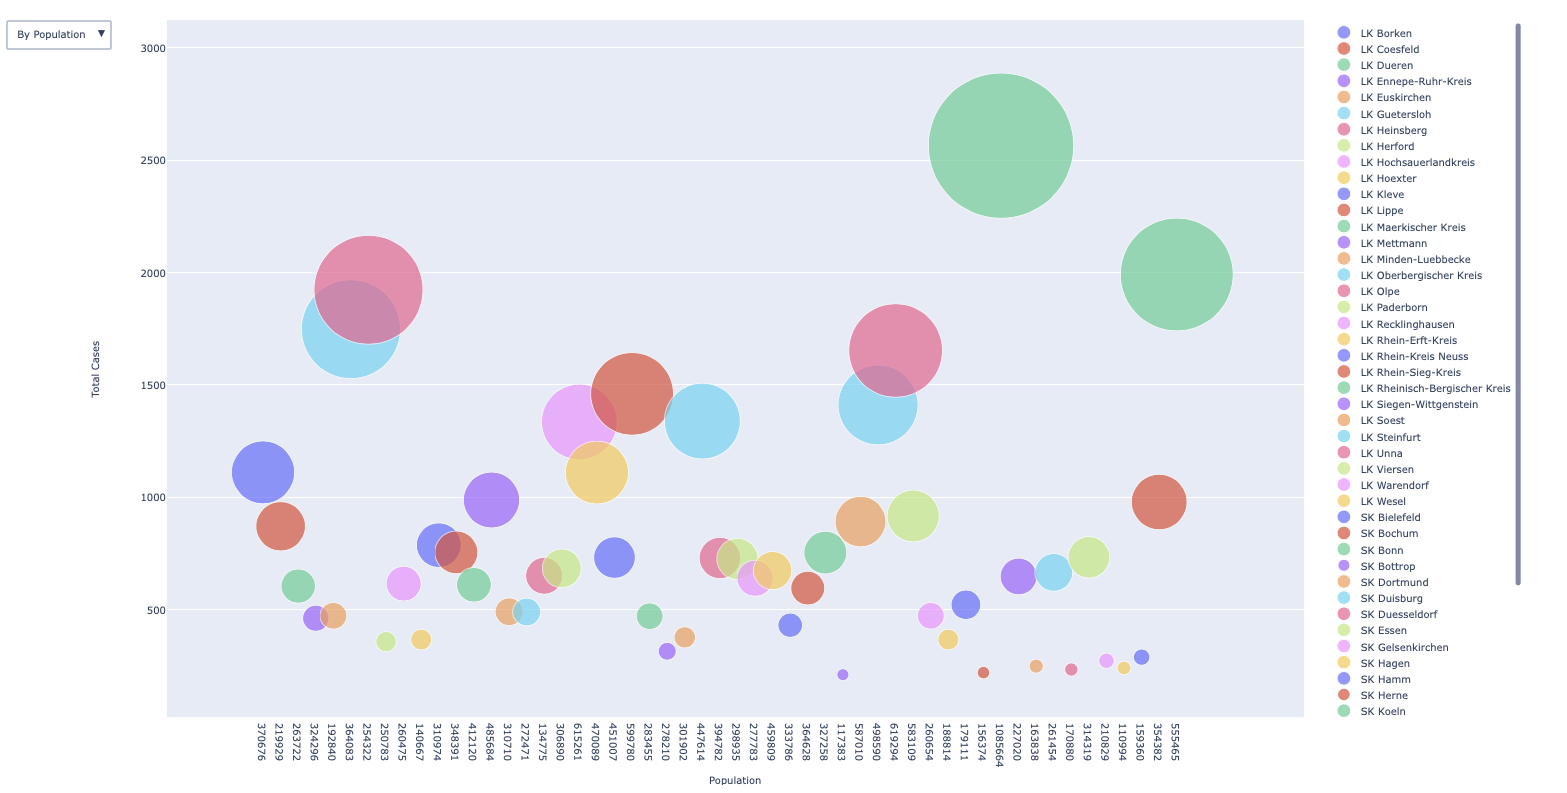 By Population ▼
3000
2500
2000
1500
1000
500
Total Cases
370676
219929
263722
324296
192840
364083
254322
250783
260475
140667
310974
348391
412120
485684
310710
272471
134775
306890
615261
470089
451007
599780
283455
278210
301902
447614
394782
298935
277783
459809
333786
364628
327258
117383
587010
498590
619294
583109
260654
188814
179111
156374
1085664
163838
227020
261454
170880
314319
210829
110994
159360
354382
555465
Population
LK Borken
LK Coesfeld
LK Dueren
LK Ennepe-Ruhr-Kreis
LK Euskirchen
LK Guetersloh
LK Heinsberg
LK Herford
LK Hochsauerlandkreis
LK Hoexter
LK Kleve
LK Lippe
LK Maerkischer Kreis
LK Mettmann
LK Minden-Luebbecke
LK Oberbergischer Kreis
LK Olpe
LK Paderborn
LK Recklinghausen
LK Rhein-Erft-Kreis
LK Rhein-Kreis Neuss
LK Rhein-Sieg-Kreis
LK Rheinisch-Bergischer Kreis
LK Siegen-Wittgenstein
LK Soest
LK Steinfurt
LK Unna
LK Viersen
LK Warendorf
LK Wesel
SK Bielefeld
SK Bochum
SK Bonn
SK Bottrop
SK Dortmund
SK Duisburg
SK Duesseldorf
SK Essen
SK Gelsenkirchen
SK Hagen
SK Hamm
SK Herne
SK Koeln